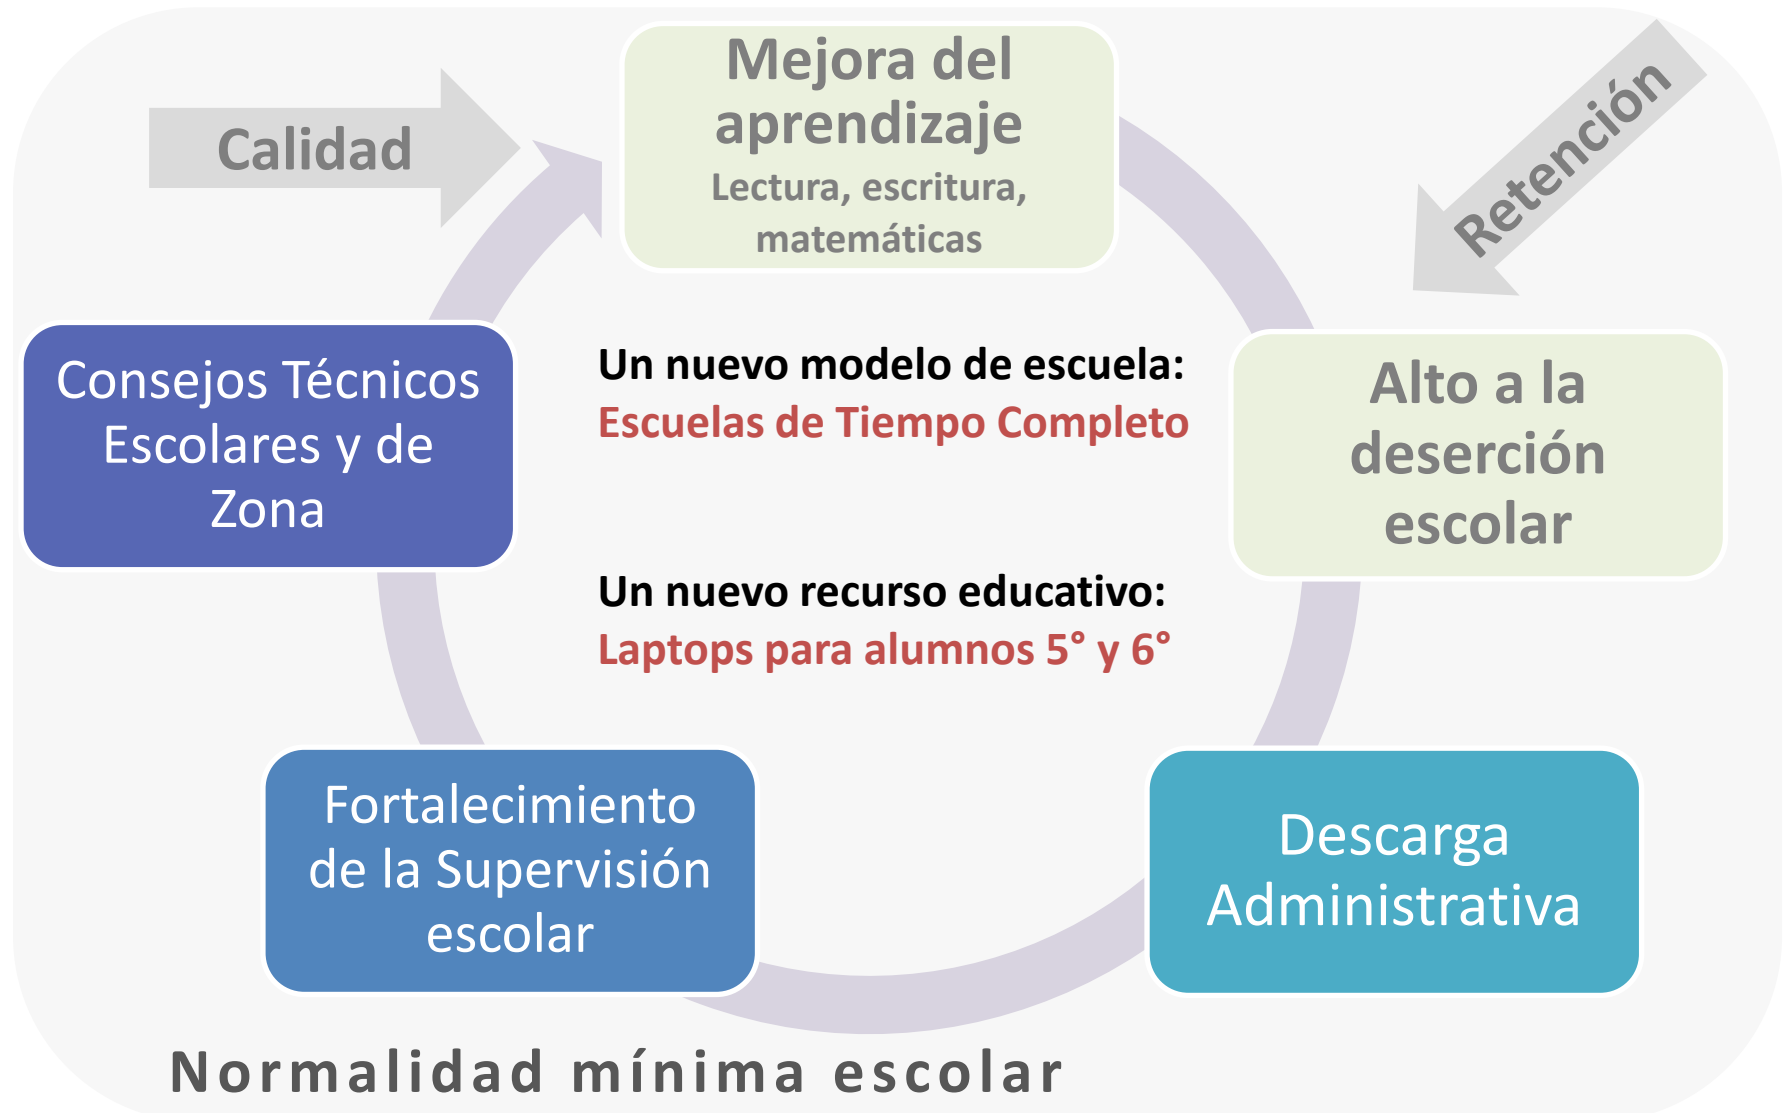 Mejora del
aprendizaje
Lectura, escritura,
matemáticas
Calidad
Retención
Consejos Técnicos
Escolares y de
Zona
Un nuevo modelo de escuela:
Escuelas de Tiempo Completo
Alto a la
deserción
escolar
Un nuevo recurso educativo:
Laptops para alumnos 5° y 6°
Fortalecimiento
de la Supervisión
escolar
Descarga
Administrativa
Normalidad mínima escolar